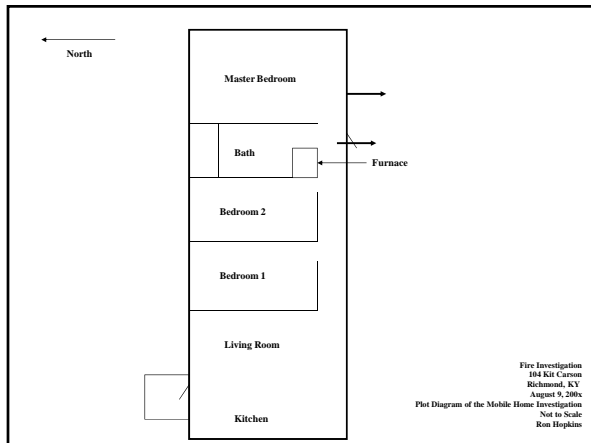 North
Master Bedroom
Bath
Furnace
Bedroom 2
Bedroom 1
Living Room
Kitchen
Fire Investigation
104 Kit Carson
Richmond, KY
August 9, 200x
Plot Diagram of the Mobile Home Investigation
Not to Scale
Ron Hopkins